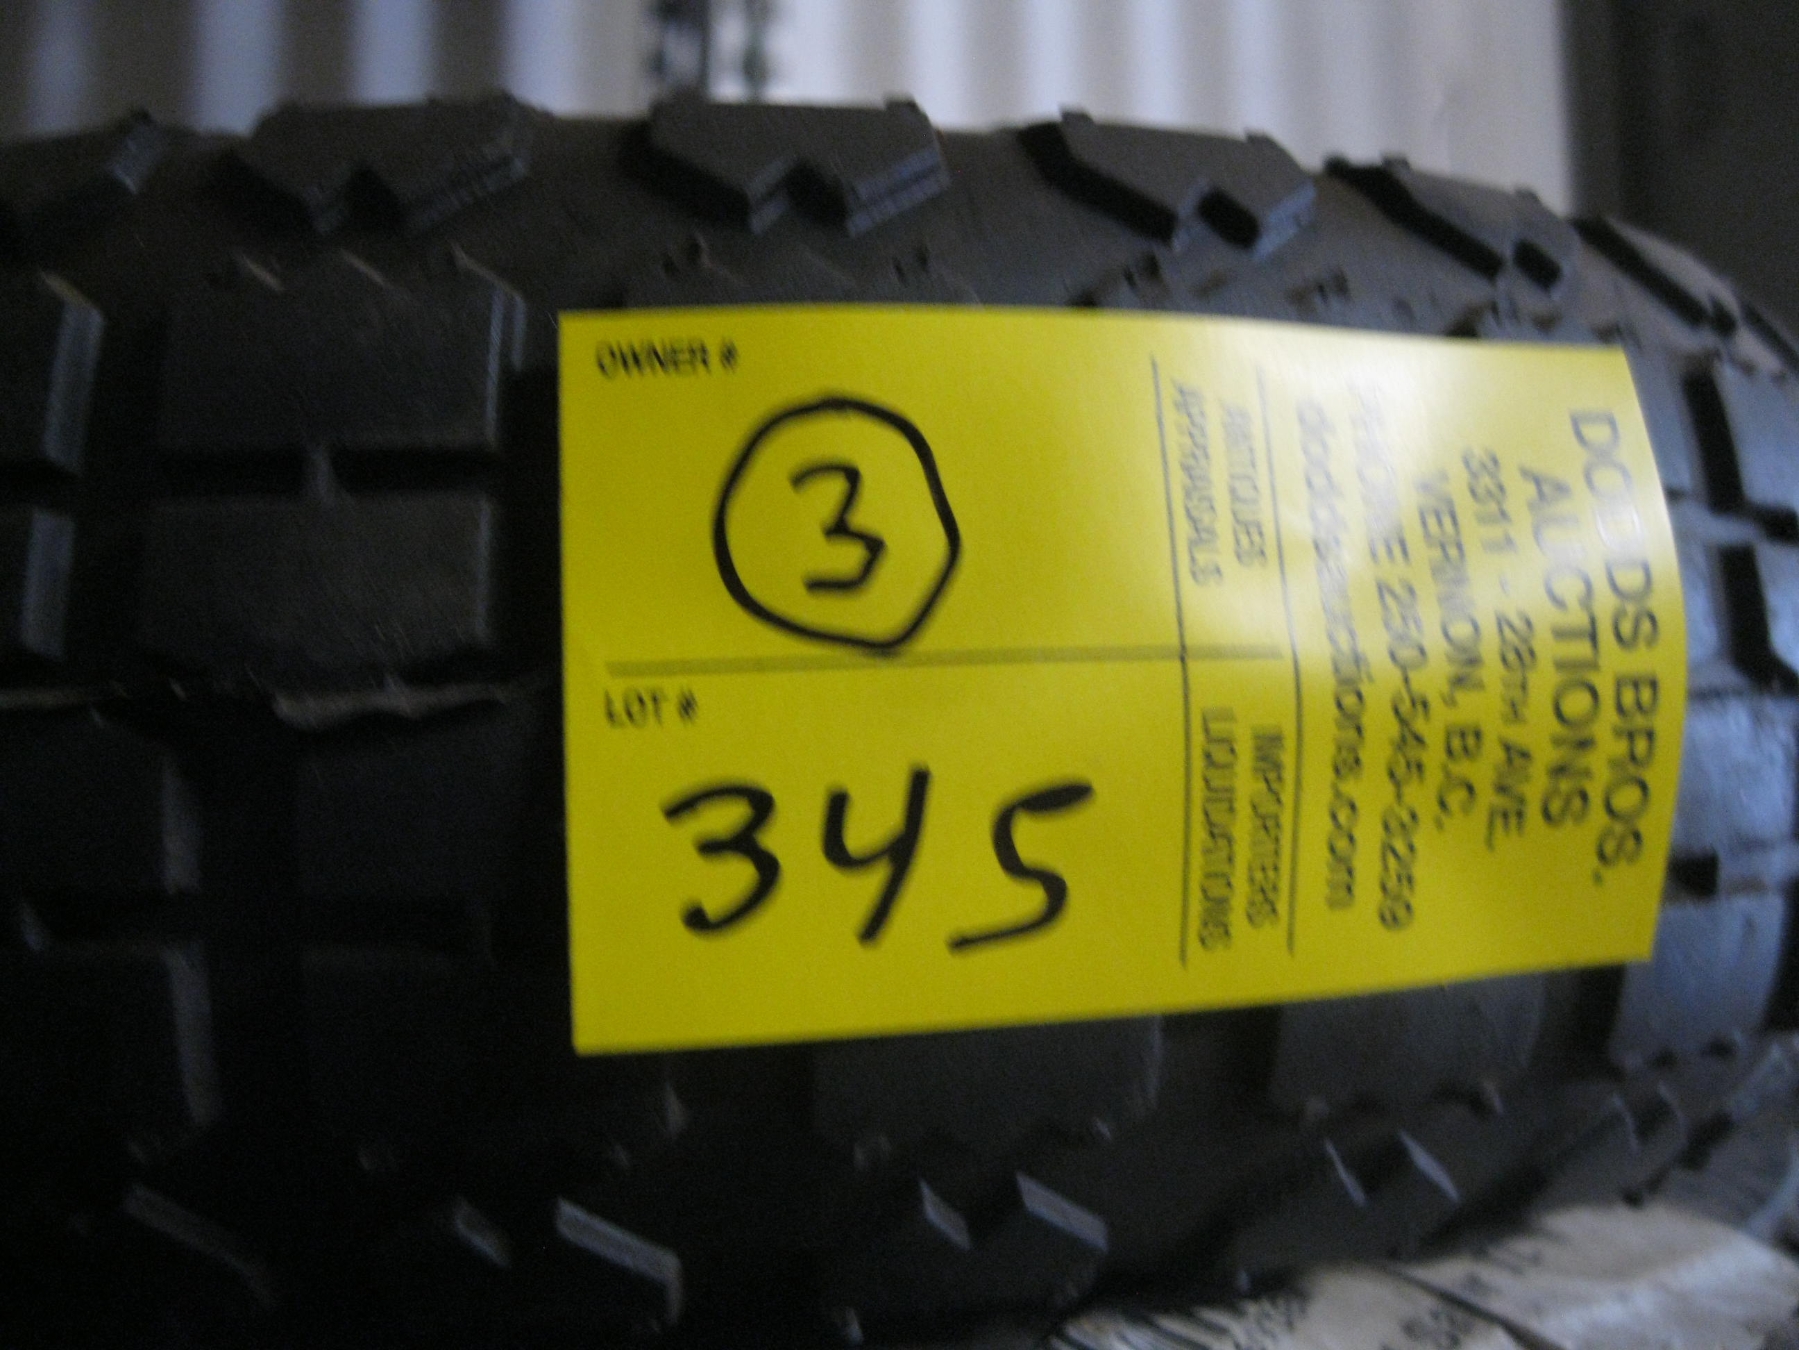 OWNER #
3
LOT #
345
ANTIQUES
APPRAISALS
IMPORTERS
LIQUIDATIONS
DODDS BROS.
AUCTIONS
3311 - 28TH AVE.
VERNON, B.C.
PHONE 250-545-3259
doddsauctions.com